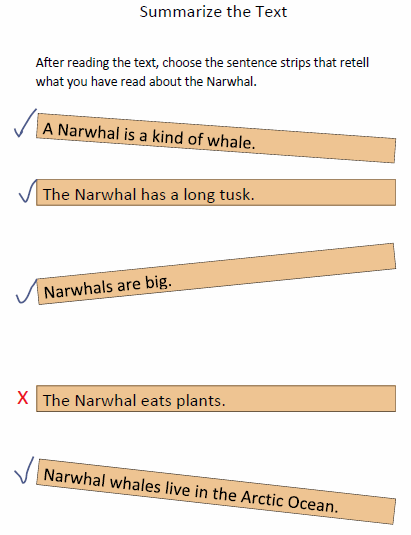 Summarize the Text
After reading the text, choose the sentence strips that retell
what you have read about the Narwhal.
A Narwhal is a kind of whale.
The Narwhal has a long tusk.
Narwhals are big.
X The Narwhal eats plants.
Narwhal whales live in the Arctic Ocean.